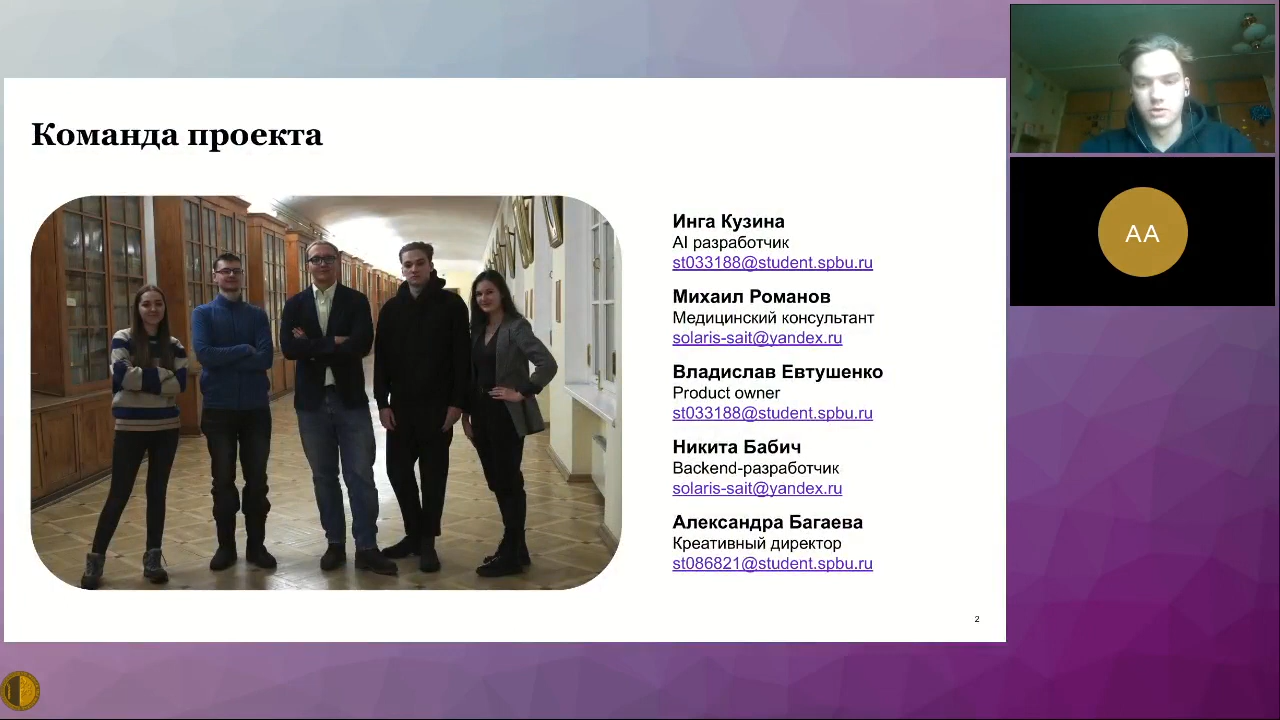 Команда проекта
Инга Кузина
AI разработчик
st033188@student.spbu.ru
Михаил Романов
Медицинский консультант
solaris-sait@yandex.ru
Владислав Евтушенко
Product owner
st033188@student.spbu.ru
Никита Бабич
Backend-разработчик
solaris-sait@yandex.ru
Александра Багаева
Креативный директор
st086821@student.spbu.ru
2
AA